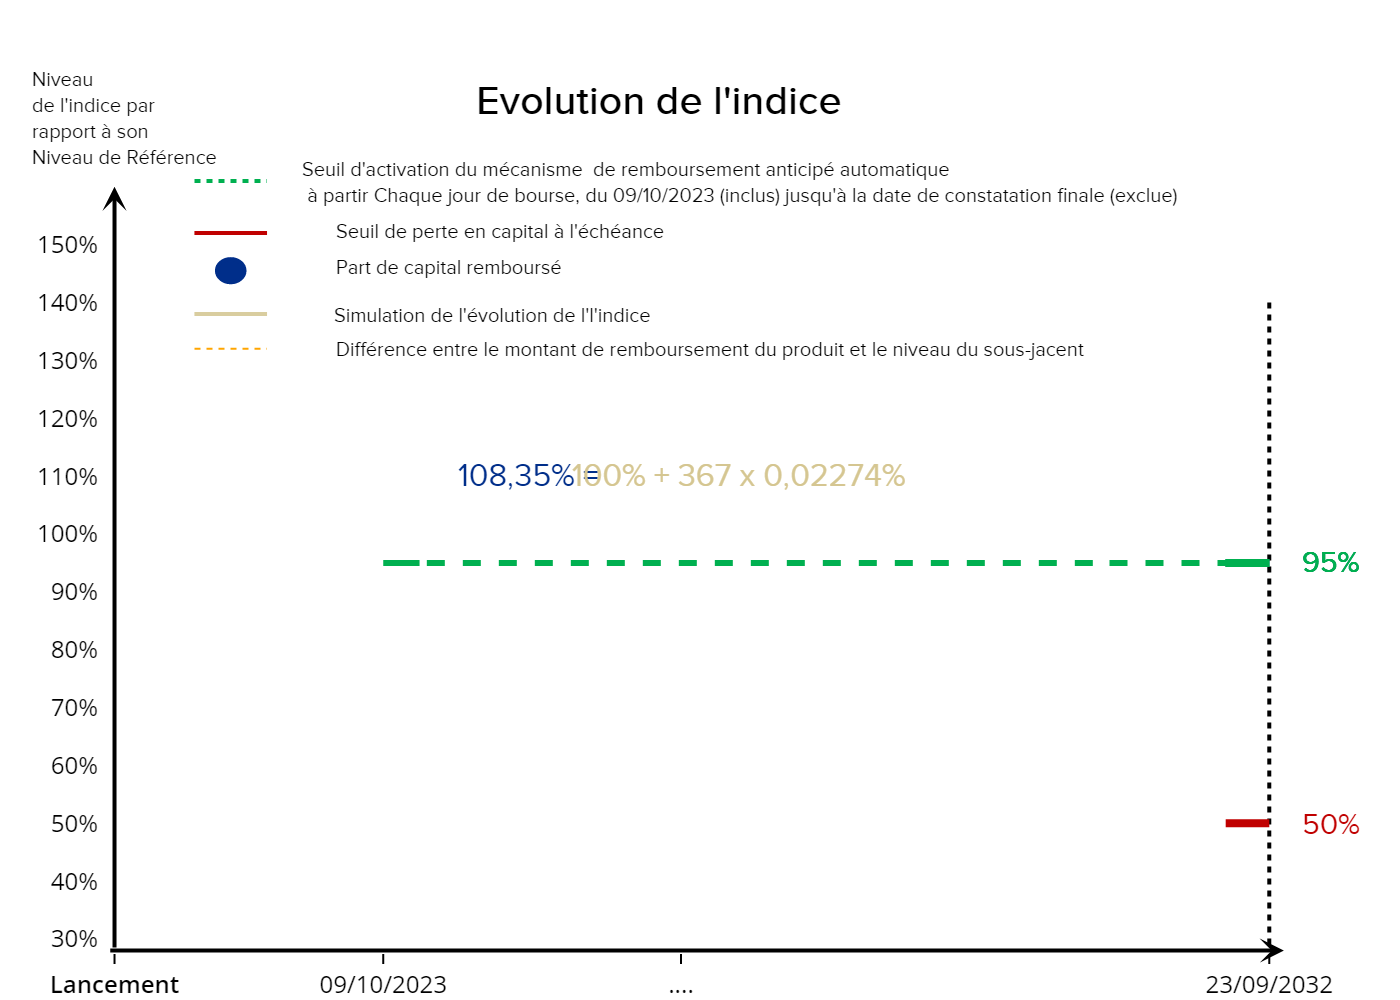 Niveau
de l'indice par
rapport à son
Niveau de Référence
Evolution de l'indice
Seuil d'activation du mécanisme  de remboursement anticipé automatique
à partir Chaque jour de bourse, du 09/10/2023 (inclus) jusqu'à la date de constatation finale (exclue)
Seuil de perte en capital à l'échéance
Part de capital remboursé
Simulation de l'évolution de l'l'indice
Différence entre le montant de remboursement du produit et le niveau du sous-jacent
150%
140%
130%
120%
108,35% = 100% + 367 x 0,02274%
110%
100%
95%
90%
80%
70%
60%
50%
50%
40%
30%
Lancement
09/10/2023
....
23/09/2032